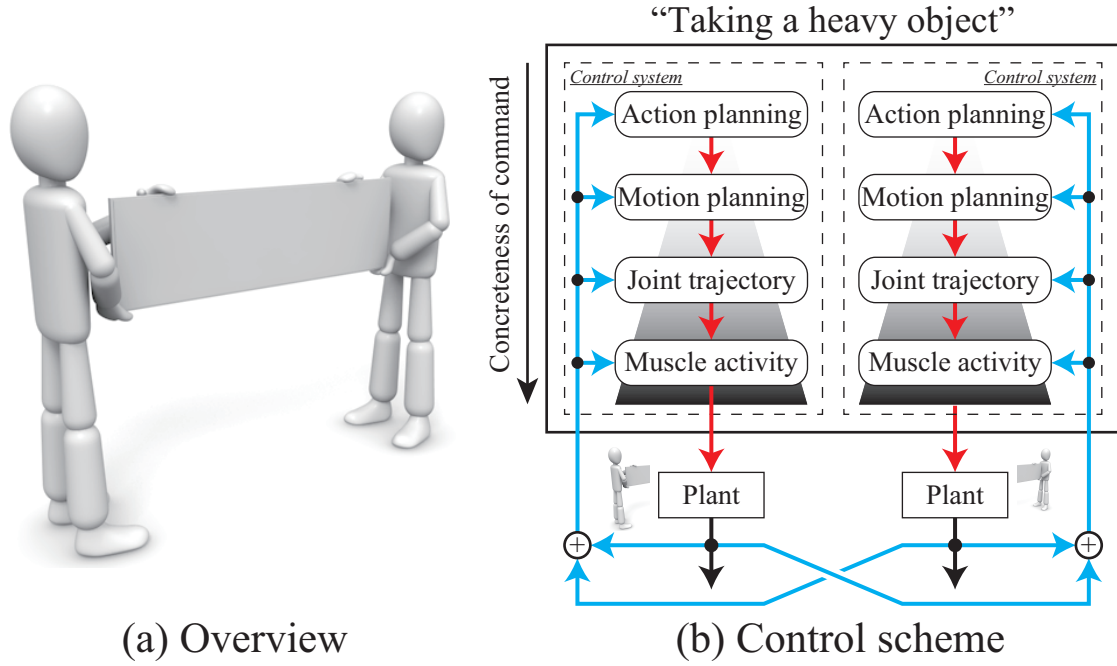 “Taking a heavy object”
Concreteness of command
Control system
Action planning
Motion planning
Joint trajectory
Muscle activity
Plant
+
Control system
Action planning
Motion planning
Joint trajectory
Muscle activity
Plant
+
(a) Overview
(b) Control scheme